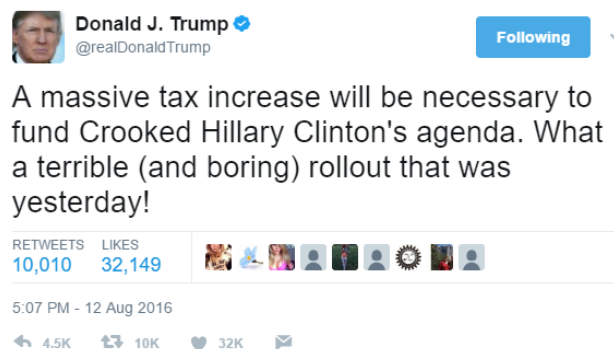 Donald J. Trump
@realDonaldTrump
Following
A massive tax increase will be necessary to
fund Crooked Hillary Clinton's agenda. What
a terrible (and boring) rollout that was
yesterday!
RETWEETS LIKES
10,010 32,149
5:07 PM - 12 Aug 2016
4.5K 10K 32K